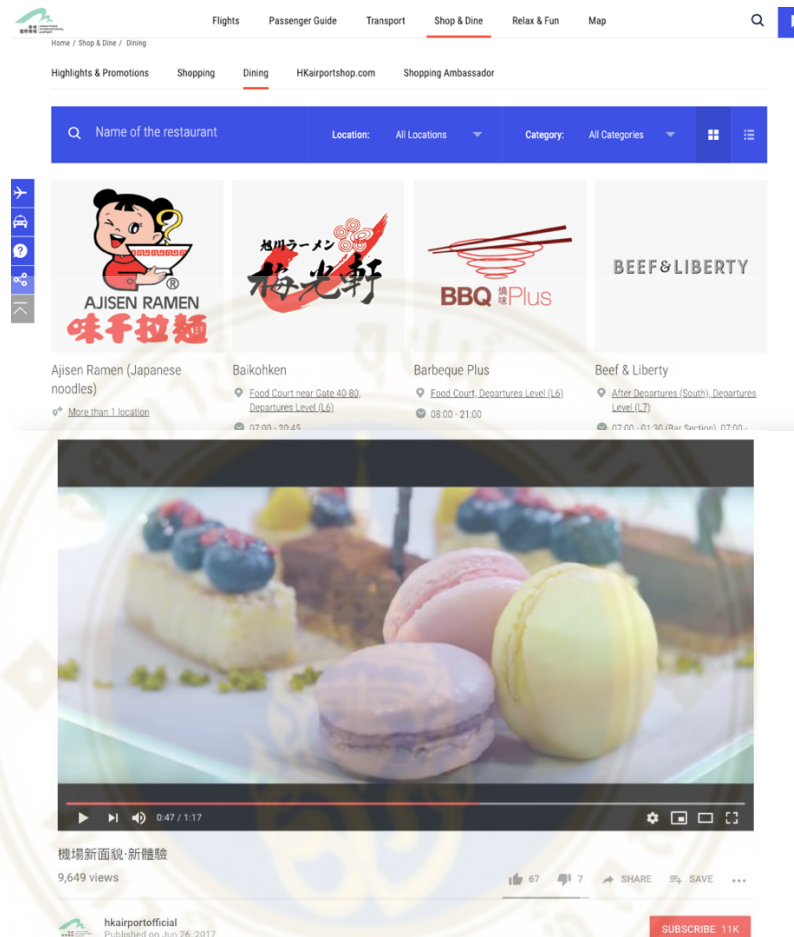 Flights Passenger Guide Transport Shop & Dine Relax & Fun Map
Home / Shop & Dine / Dining
Highlights & Promotions Shopping Dining HKairportshop.com Shopping Ambassador
Name of the restaurant Location: All Locations Category: All Categories
AJISEN RAMEN
味千拉麺
旭川ラーメン
梅光軒
BBQ 燒味 Plus
BEEF&LIBERTY
Ajisen Ramen (Japanese
noodles)
More than 1 location
Baikohken
Food Court near Gate 40-80,
Departures Level (L6)
07:00 - 20:45
Barbeque Plus
Food Court, Departures Level (L6)
08:00 - 21:00
Beef & Liberty
After Departures (South), Departures
Level (L7)
07:00 - 01:30 (Bar Section), 07:00 -
0:47 / 1:17
機場新面貌·新體驗
9,649 views
67 7 SHARE SAVE
hkairportofficial
Published on Jun 26, 2017
SUBSCRIBE 11K